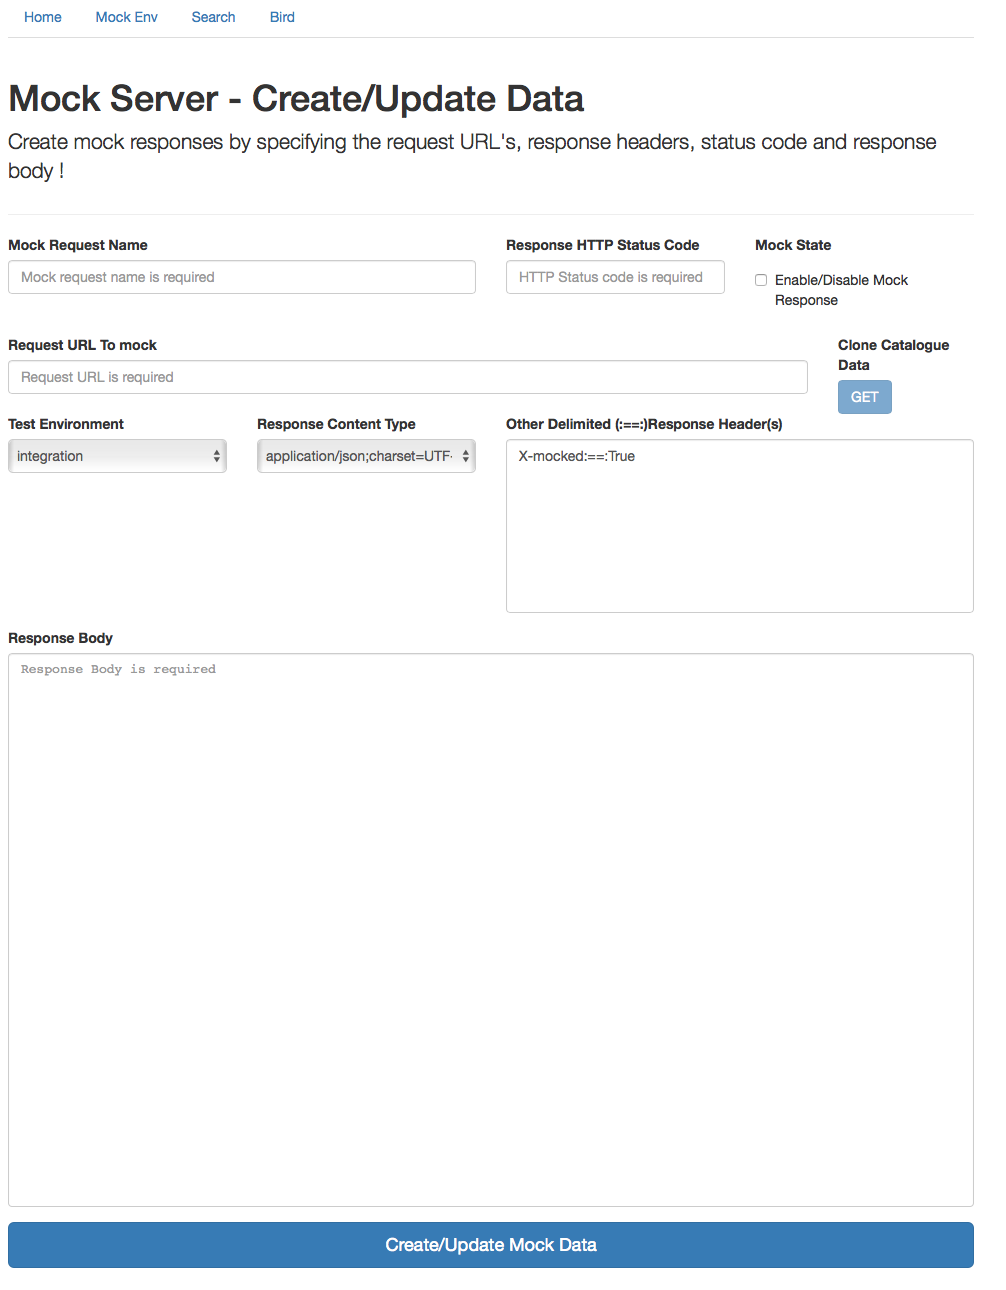 Home Mock Env Search Bird
Mock Server - Create/Update Data
Create mock responses by specifying the request URL's, response headers, status code and response
body !
Mock Request Name
Mock request name is required
Response HTTP Status Code
HTTP Status code is required
Mock State
Enable/Disable Mock
Response
Request URL To mock
Request URL is required
Clone Catalogue
Data
GET
Test Environment
integration
Response Content Type
application/json;charset=UTF-
Other Delimited (:==:)Response Header(s)
X-mocked:==:True
Response Body
Response Body is required
Create/Update Mock Data